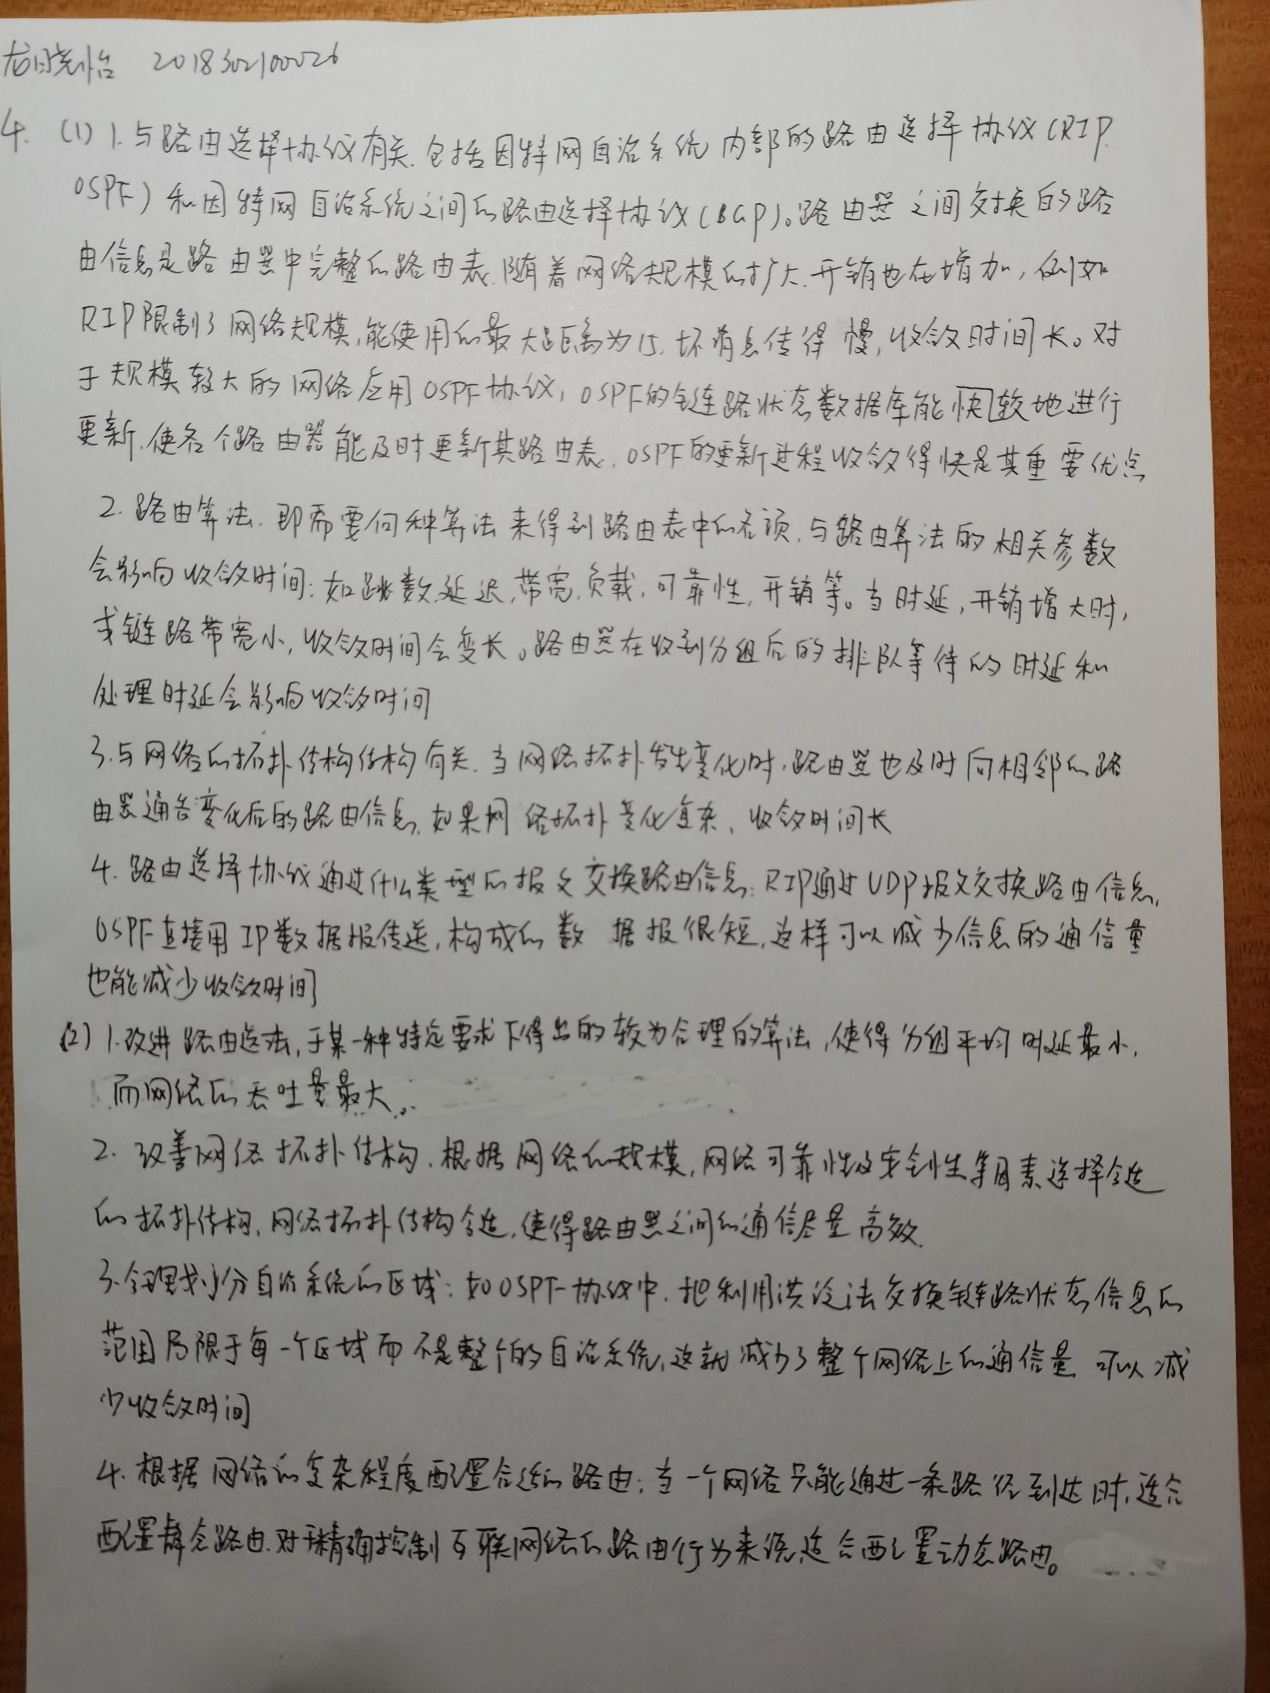 龙晓怡 2018302100026
4. (1) 1. 与路由选择协议有关. 包括因特网自治系统内部的路由选择协议(RIP.
OSPF) 和因特网自治系统之间的路由选择协议(BGP)。路由器之间交换的路
由信息是路由器中完整的路由表. 随着网络规模的扩大. 开销也在增加, 例如
RIP限制了网络规模, 能使用的最大距离为15. 坏消息传得慢, 收敛时间长。对
于规模较大的网络应用OSPF协议, OSPF的链路状态数据库能快较地进行
更新. 使各个路由器能及时更新其路由表. OSPF的更新过程收敛得快是其重要优点
2. 路由算法. 即需要何种算法来得到路由表中的各项. 与路由算法的相关参数
会影响收敛时间: 如跳数, 延迟, 带宽, 负载, 可靠性, 开销等。当时延, 开销增大时,
或链路带宽小, 收敛时间会变长。路由器在收到分组后的排队等待的时延和
处理时延会影响收敛时间
3. 与网络的拓扑结构结构有关. 当网络拓扑发生变化时, 路由器也及时向相邻的路
由器通告变化后的路由信息. 如果网络拓扑变化复杂、收敛时间长
4. 路由选择协议通过什么类型的报文交换路由信息: RIP通过UDP报文交换路由信息,
OSPF直接用IP数据报传送, 构成的数据报很短, 这样可以减少信息的通信量
也能减少收敛时间
(2) 1. 改进路由选法, 于某一种特定要求下得出的较为合理的算法, 使得分组平均时延最小,
而网络的吞吐量最大。
2. 改善网络拓扑结构. 根据网络的规模, 网络可靠性及安全性等因素选择合适
的拓扑结构, 网络拓扑结构合适, 使得路由器之间的通信尽量高效.
3. 合理划分自治系统的区域: 如OSPF协议中. 把利用洪泛法交换链路状态信息的
范围局限于每一个区域而不是整个的自治系统, 这就减少了整个网络上的通信量 可以减
少收敛时间
4. 根据网络的复杂程度配置合适的路由: 当一个网络只能通过一条路径到达时, 适合
配置静态路由. 对于精确控制互联网络的路由行为来说, 适合配置动态路由。